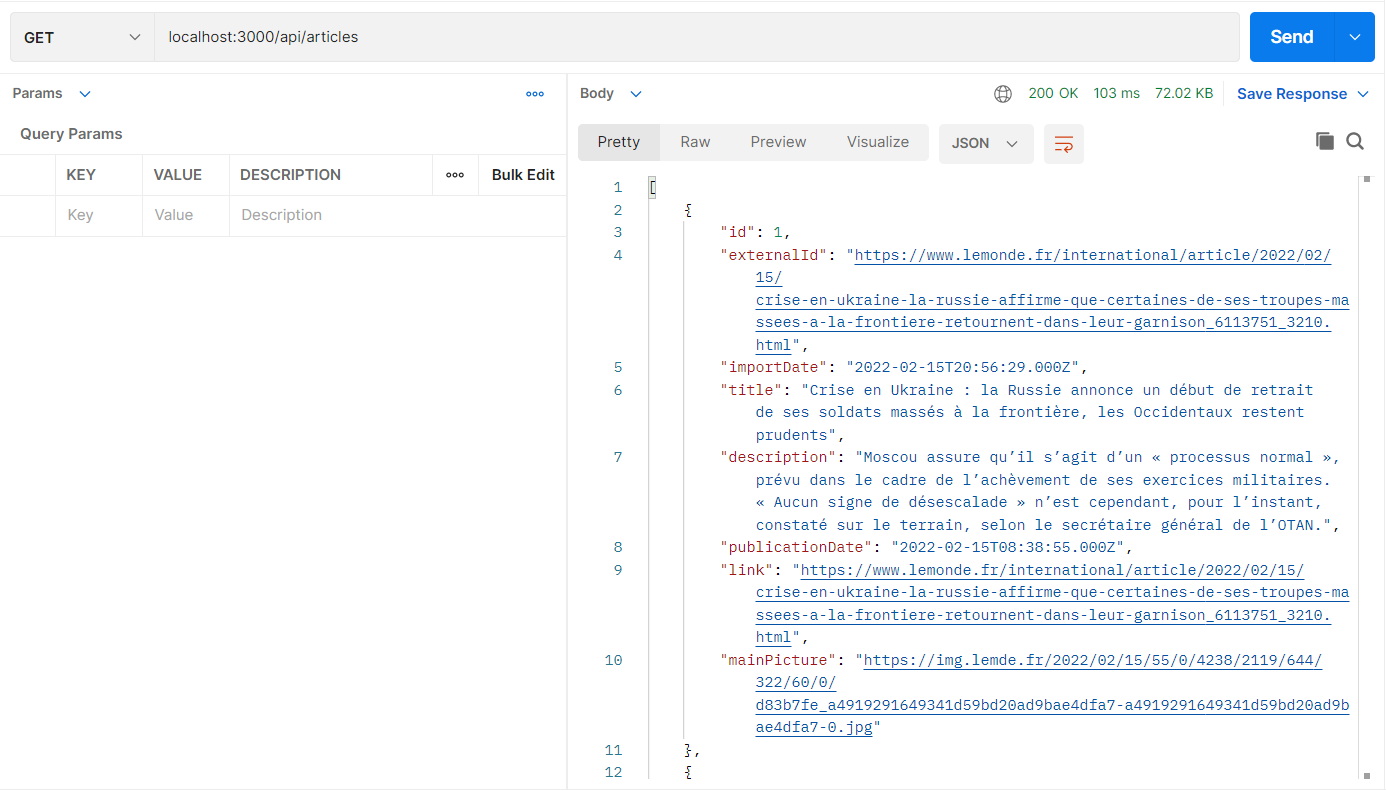 GET localhost:3000/api/articles Send
Params
Query Params
KEY VALUE DESCRIPTION ooo Bulk Edit
Key Value Description
Body 200 OK 103 ms 72.02 KB Save Response
Pretty Raw Preview Visualize JSON
1 [
2 {
3 "id": 1,
4 "externalId": "https://www.lemonde.fr/international/article/2022/02/
15/
crise-en-ukraine-la-russie-affirme-que-certaines-de-ses-troupes-ma
ssees-a-la-frontiere-retournent-dans-leur-garnison_6113751_3210.
html",
5 "importDate": "2022-02-15T20:56:29.000Z",
6 "title": "Crise en Ukraine : la Russie annonce un début de retrait
de ses soldats massés à la frontière, les Occidentaux restent
prudents",
7 "description": "Moscou assure qu’il s’agit d’un « processus normal »,
prévu dans le cadre de l’achèvement de ses exercices militaires.
« Aucun signe de désescalade » n’est cependant, pour l’instant,
constaté sur le terrain, selon le secrétaire général de l’OTAN.",
8 "publicationDate": "2022-02-15T08:38:55.000Z",
9 "link": "https://www.lemonde.fr/international/article/2022/02/15/
crise-en-ukraine-la-russie-affirme-que-certaines-de-ses-troupes-ma
ssees-a-la-frontiere-retournent-dans-leur-garnison_6113751_3210.
html",
10 "mainPicture": "https://img.lemde.fr/2022/02/15/55/0/4238/2119/644/
322/60/0/
d83b7fe_a4919291649341d59bd20ad9bae4dfa7-a4919291649341d59bd20ad9b
ae4dfa7-0.jpg"
11 },
12 {